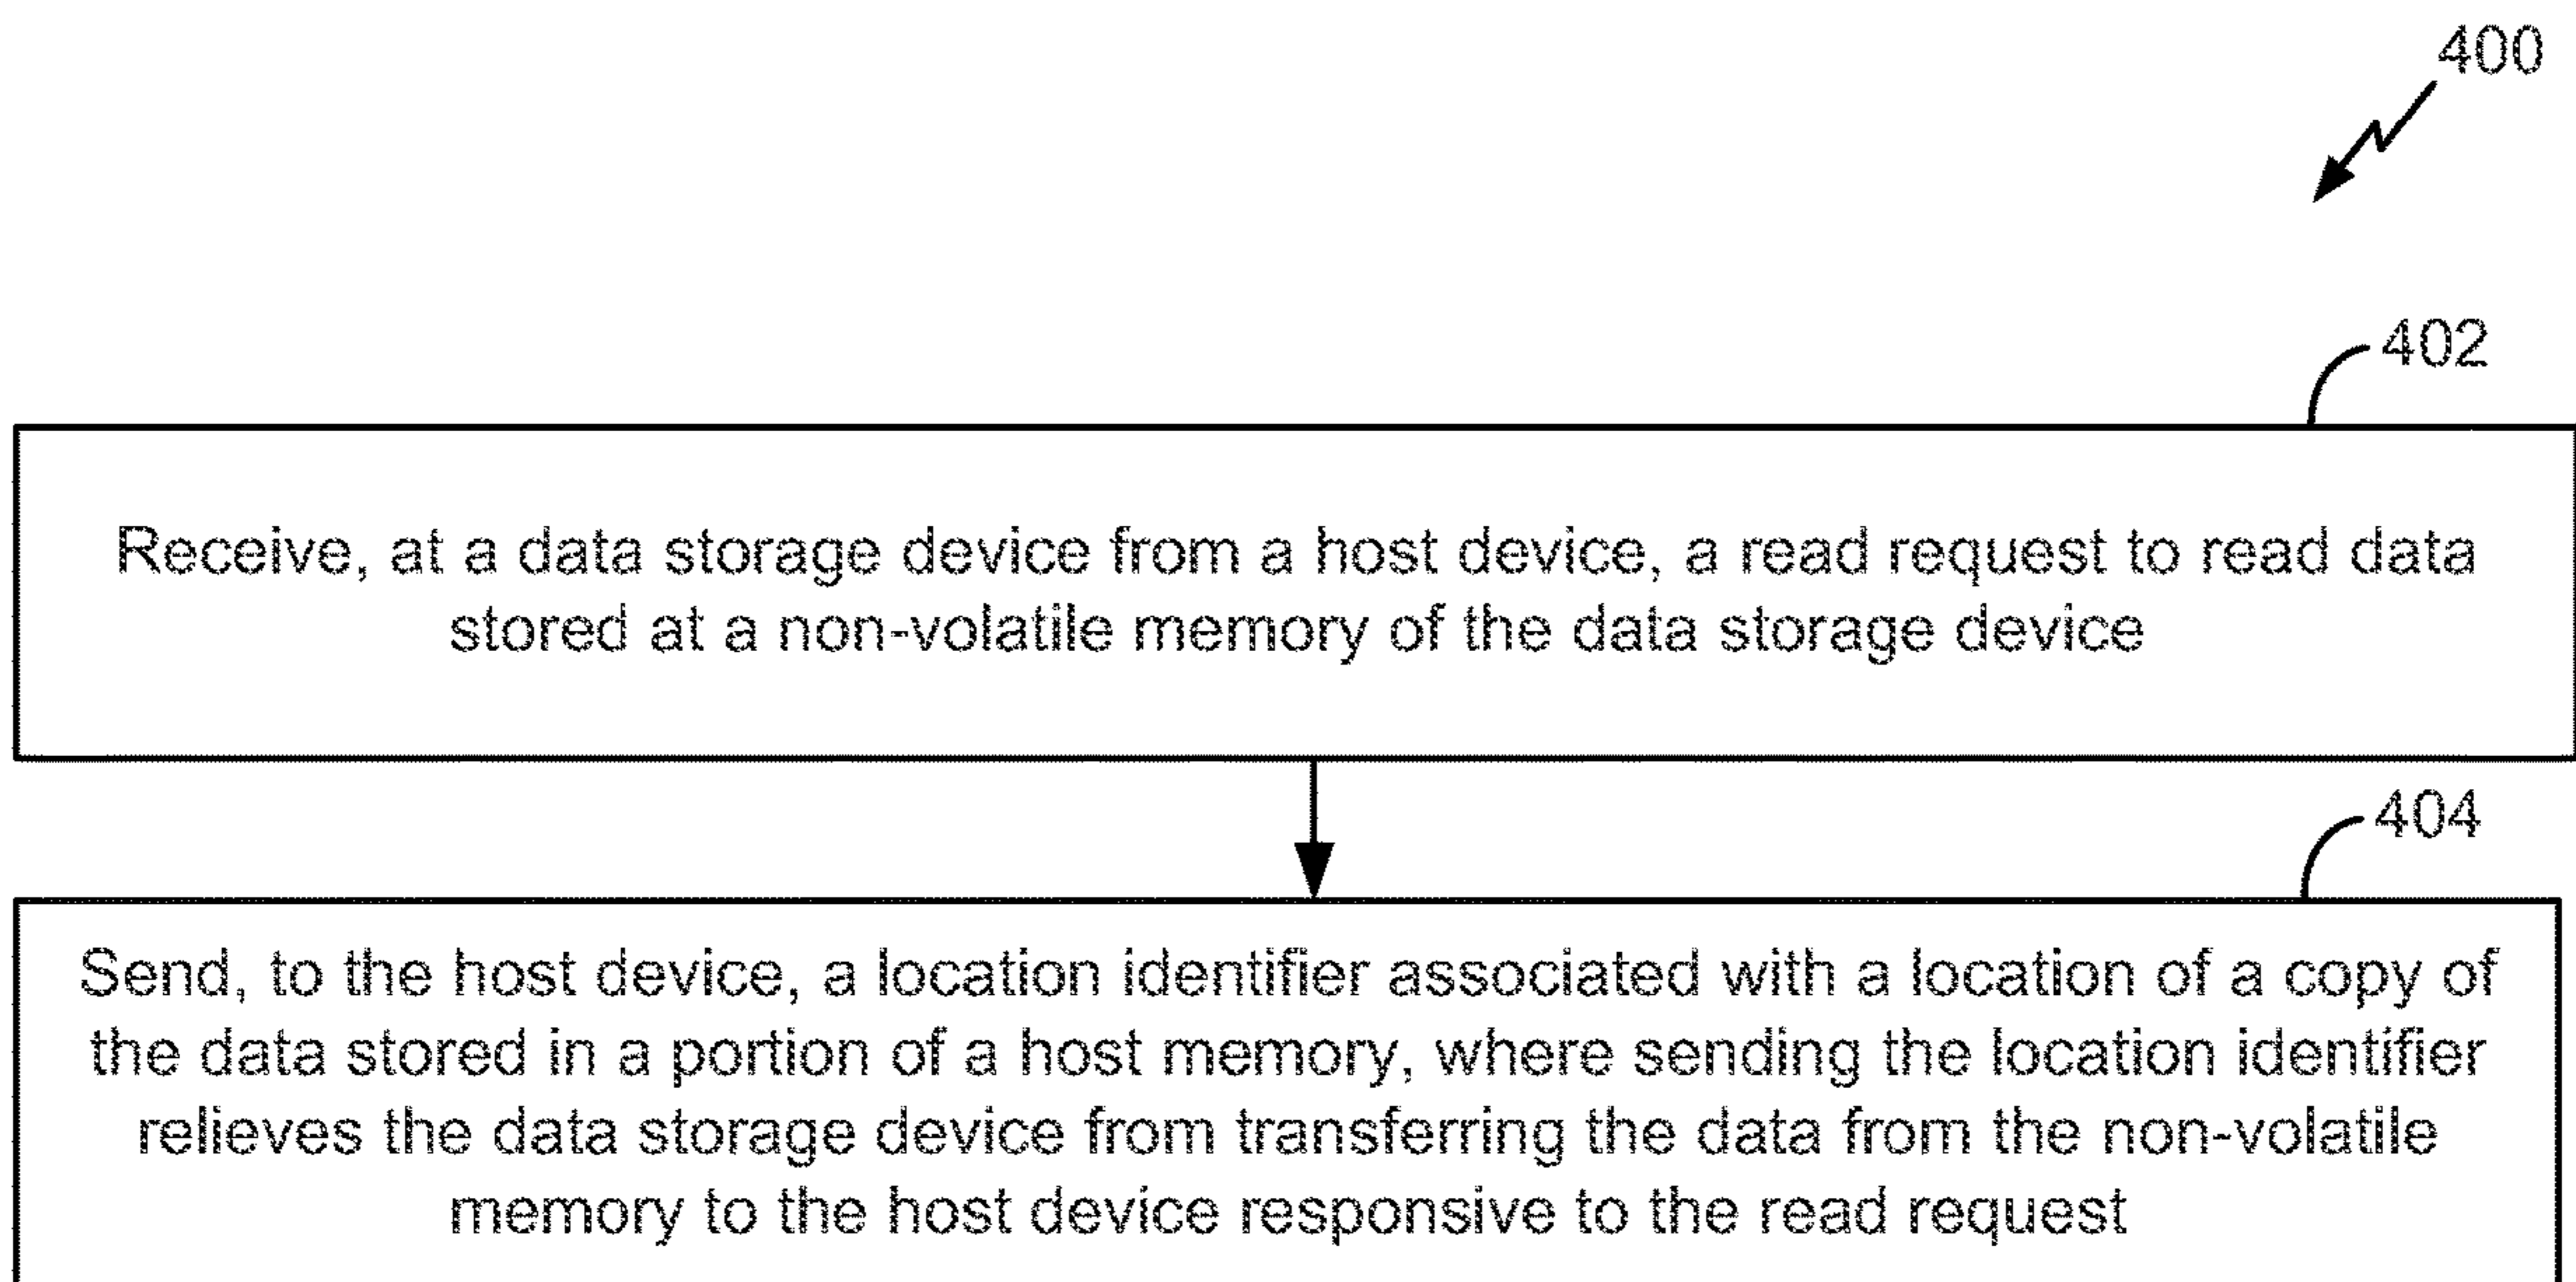 400
402
Receive, at a data storage device from a host device, a read request to read data
stored at a non-volatile memory of the data storage device
404
Send, to the host device, a location identifier associated with a location of a copy of
the data stored in a portion of a host memory, where sending the location identifier
relieves the data storage device from transferring the data from the non-volatile
memory to the host device responsive to the read request